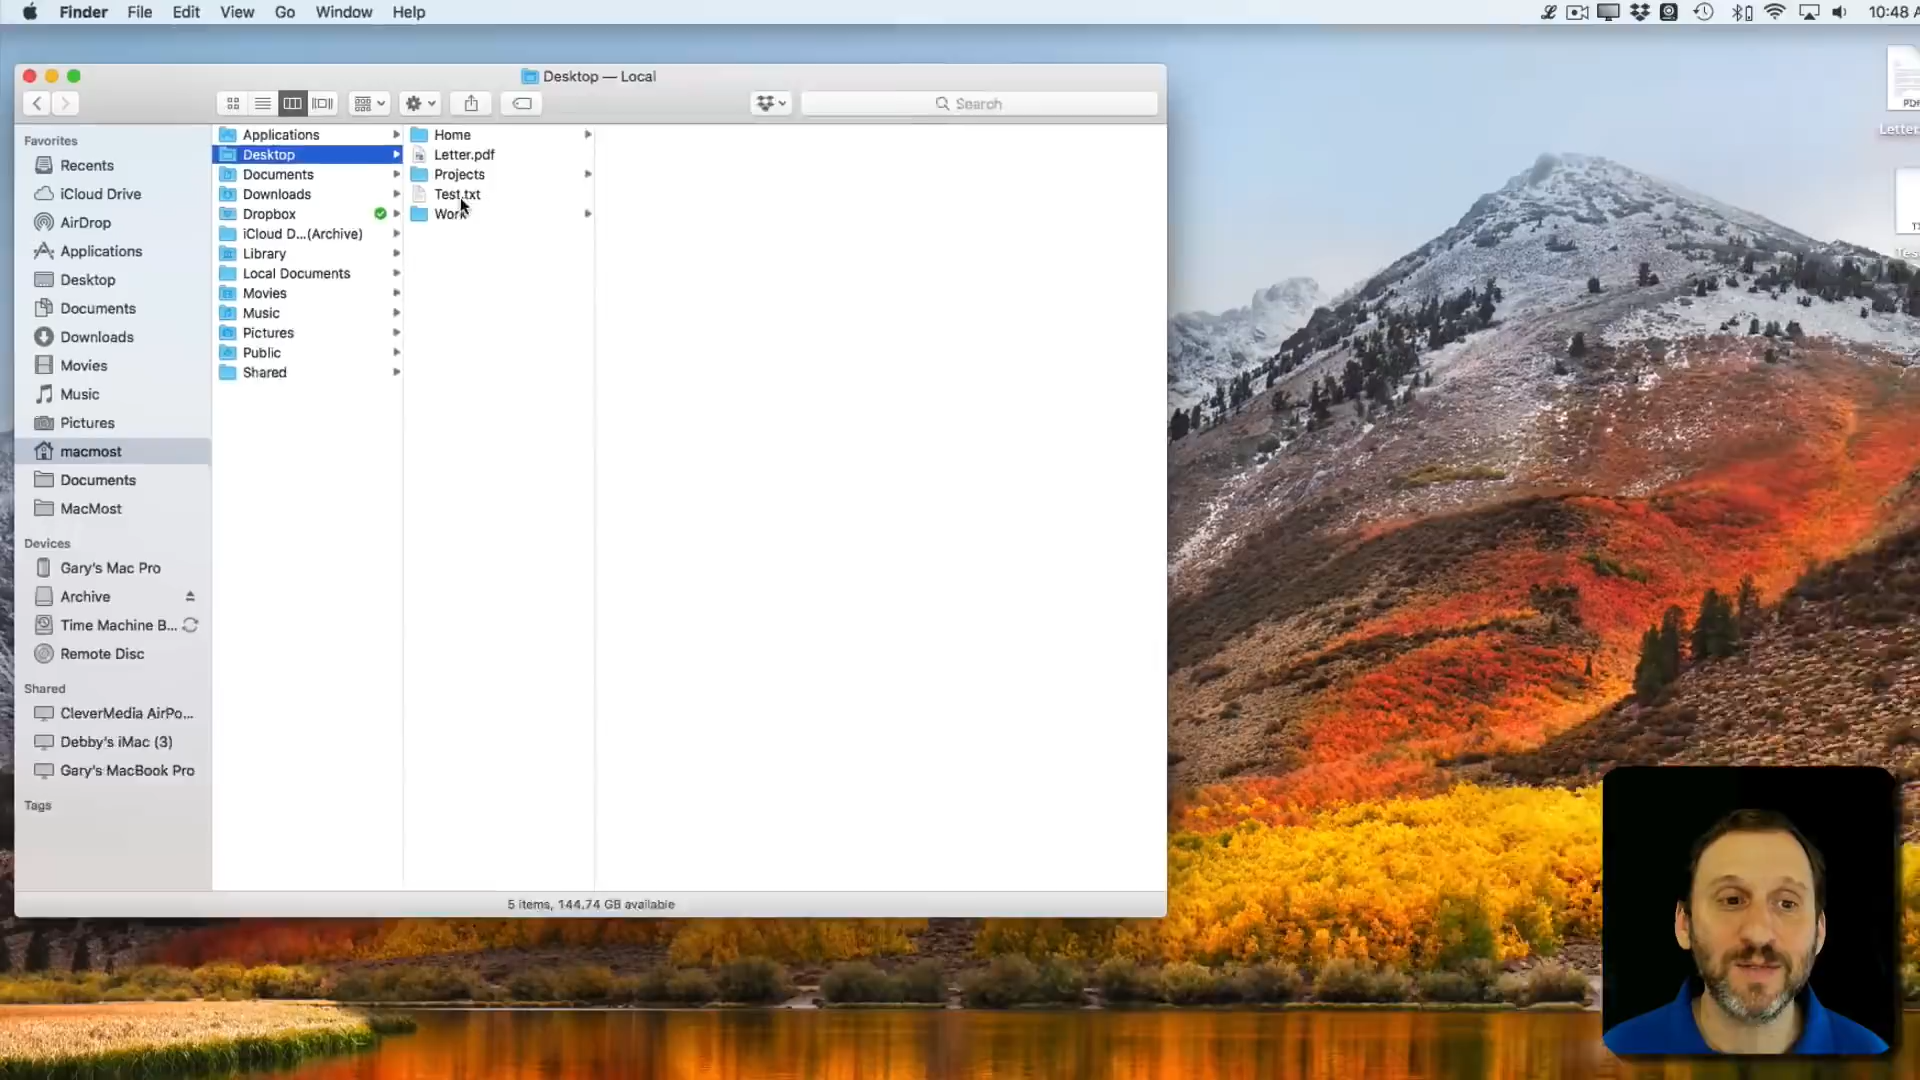 Finder File Edit View Go Window Help 10:48 A
Desktop — Local
Search
Favorites
Recents
iCloud Drive
AirDrop
Applications
Desktop
Documents
Downloads
Movies
Music
Pictures
macmost
Documents
MacMost
Devices
Gary's Mac Pro
Archive
Time Machine B...
Remote Disc
Shared
CleverMedia AirPo...
Debby's iMac (3)
Gary's MacBook Pro
Tags
Applications
Desktop
Documents
Downloads
Dropbox
iCloud D...(Archive)
Library
Local Documents
Movies
Music
Pictures
Public
Shared
Home
Letter.pdf
Projects
Test.txt
Work
5 items, 144.74 GB available
PDF
Letter
TX
Tes